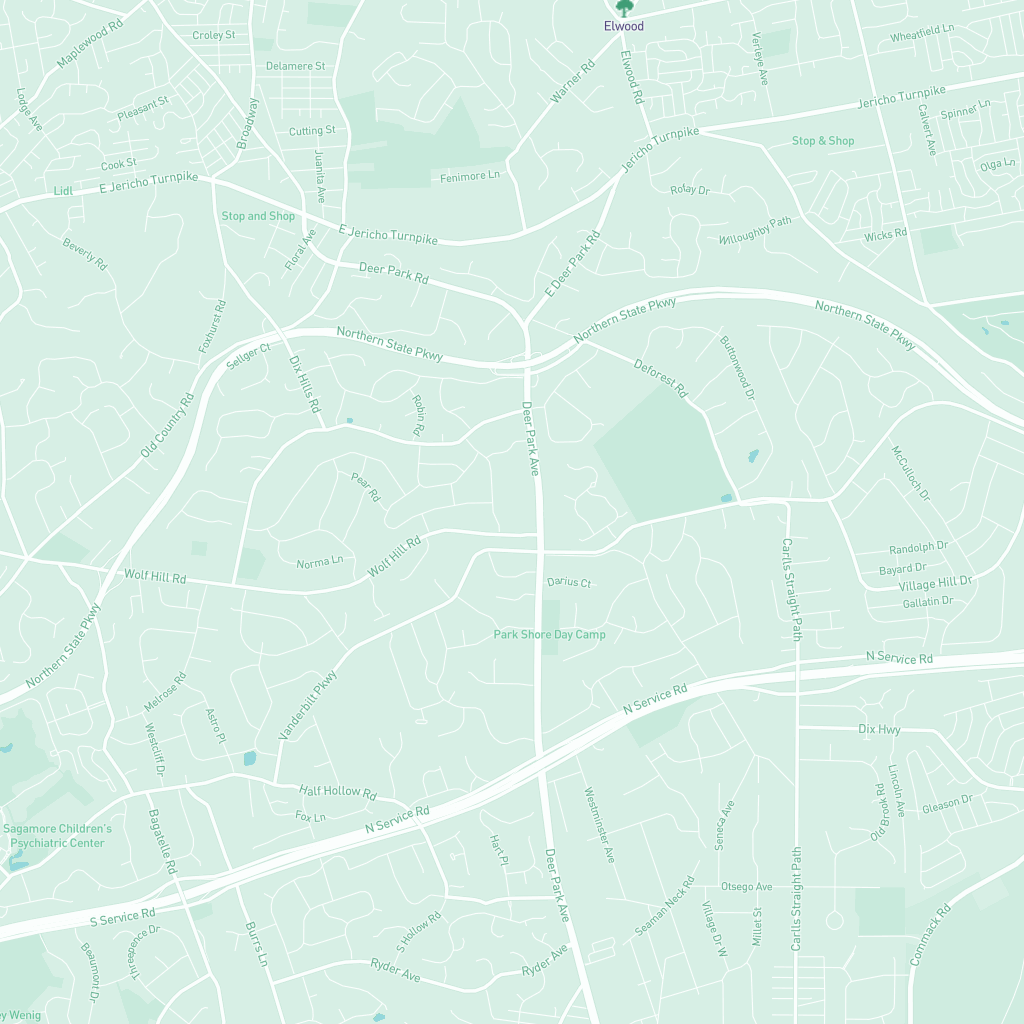 Maplewood Rd
Croley St
Elwood
Wheatfield Ln
Verleye Ave
Delamere St
Warner Rd
Elwood Rd
Lodge Ave
Pleasant St
Broadway
Jericho Turnpike
Spinner Ln
Calvert Ave
Cutting St
Jericho Turnpike
Stop & Shop
Cook St
Juanita Ave
Fenimore Ln
Olga Ln
Lidl
E Jericho Turnpike
Rolay Dr
Stop and Shop
E Jericho Turnpike
Willoughby Path
Wicks Rd
Beverly Rd
Floral Ave
Deer Park Rd
E Deer Park Rd
Northern State Pkwy
Northern State Pkwy
Foxhurst Rd
Sellger Ct
Northern State Pkwy
Dix Hills Rd
Deforest Rd
Buttonwood Dr
Old Country Rd
Robin Rd
Deer Park Ave
McCulloch Dr
Pear Rd
Norma Ln
Wolf Hill Rd
Wolf Hill Rd
Darius Ct
Carlls Straight Path
Randolph Dr
Bayard Dr
Village Hill Dr
Gallatin Dr
Northern State Pkwy
Park Shore Day Camp
N Service Rd
Melrose Rd
Vanderbilt Pkwy
N Service Rd
Astro Pl
Westcliff Dr
Dix Hwy
Half Hollow Rd
Lincoln Ave
Old Brook Rd
Gleason Dr
Fox Ln
N Service Rd
Westminster Ave
Seneca Ave
Sagamore Children's
Psychiatric Center
Bagatelle Rd
Hart Pl
Deer Park Ave
Otsego Ave
Carlls Straight Path
S Service Rd
Seaman Neck Rd
Village Dr W
Millet St
Commack Rd
S Hollow Rd
Burrs Ln
Threepence Dr
Beaumont Dr
Ryder Ave
Ryder Ave
ey Wenig